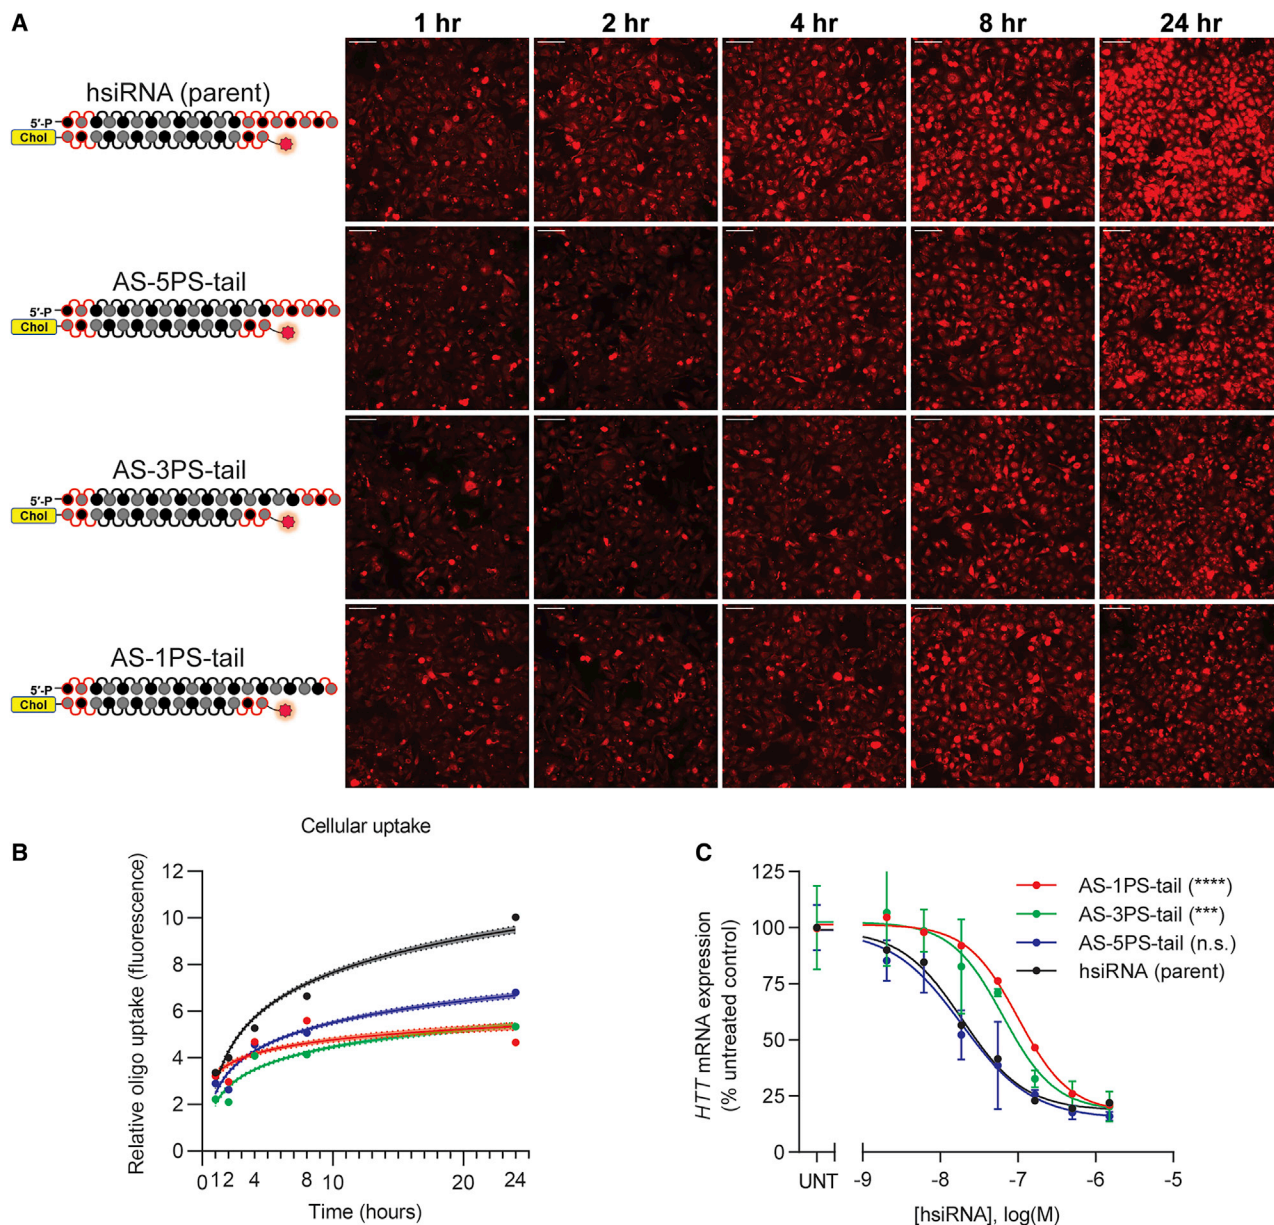 A
1 hr 2 hr 4 hr 8 hr 24 hr
hsiRNA (parent)
5′-P
Chol
AS-5PS-tail
5′-P
Chol
AS-3PS-tail
5′-P
Chol
AS-1PS-tail
5′-P
Chol
B
Cellular uptake
Relative oligo uptake (fluorescence)
12
10
8
6
4
2
0
0 1 2 4 8 10 20 24
Time (hours)
C
HTT mRNA expression
(% untreated control)
125
100
75
50
25
0
UNT -9 -8 -7 -6 -5
[hsiRNA], log(M)
AS-1PS-tail (****)
AS-3PS-tail (***)
AS-5PS-tail (n.s.)
hsiRNA (parent)